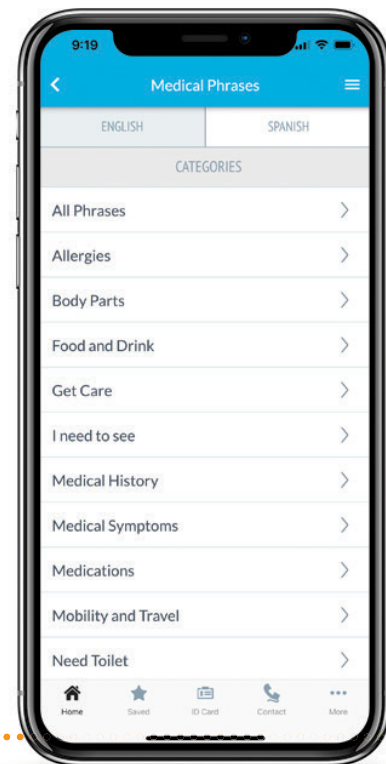 9:19
Medical Phrases
ENGLISH SPANISH
CATEGORIES
All Phrases
Allergies
Body Parts
Food and Drink
Get Care
I need to see
Medical History
Medical Symptoms
Medications
Mobility and Travel
Need Toilet
Home Saved ID Card Contact More